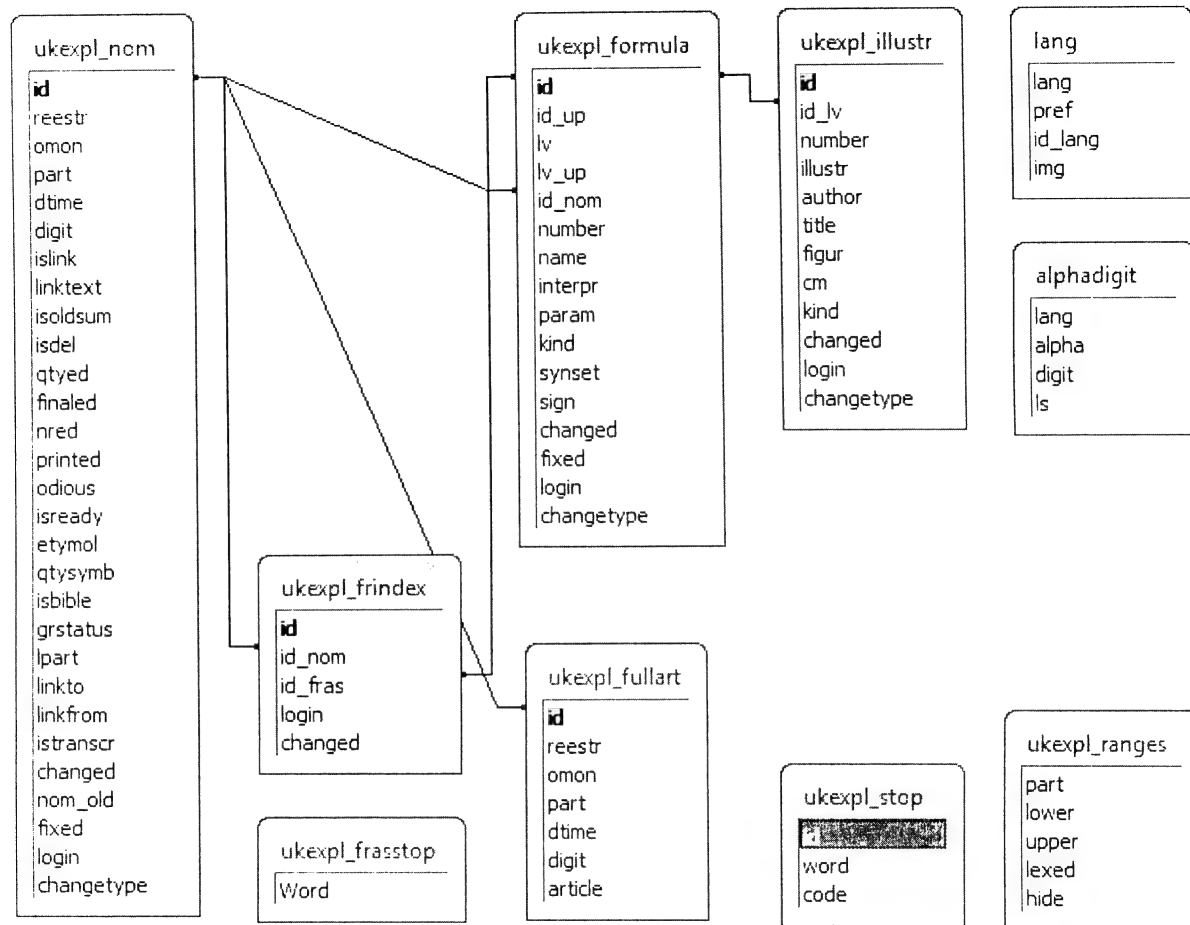 ukexpl_nom
id
reestr
omon
part
dtime
digit
islink
linktext
isoldsum
isdel
qtyed
finaled
nred
printed
odious
isready
etymol
qtysymb
isbible
grstatus
lpart
linkto
linkfrom
istranscr
changed
nom_old
fixed
login
changetype
ukexpl_formula
id
id_up
lv
lv_up
id_nom
number
name
interpr
param
kind
synset
sign
changed
fixed
login
changetype
ukexpl_illustr
id
id_lv
number
illustr
author
title
figur
cm
kind
changed
login
changetype
lang
lang
pref
id_lang
img
alphadigit
lang
alpha
digit
ls
ukexpl_frindex
id
id_nom
id_fras
login
changed
ukexpl_fullart
id
reestr
omon
part
dtime
digit
article
ukexpl_frasstop
Word
ukexpl_stop
word
code
ukexpl_ranges
part
lower
upper
lexed
hide